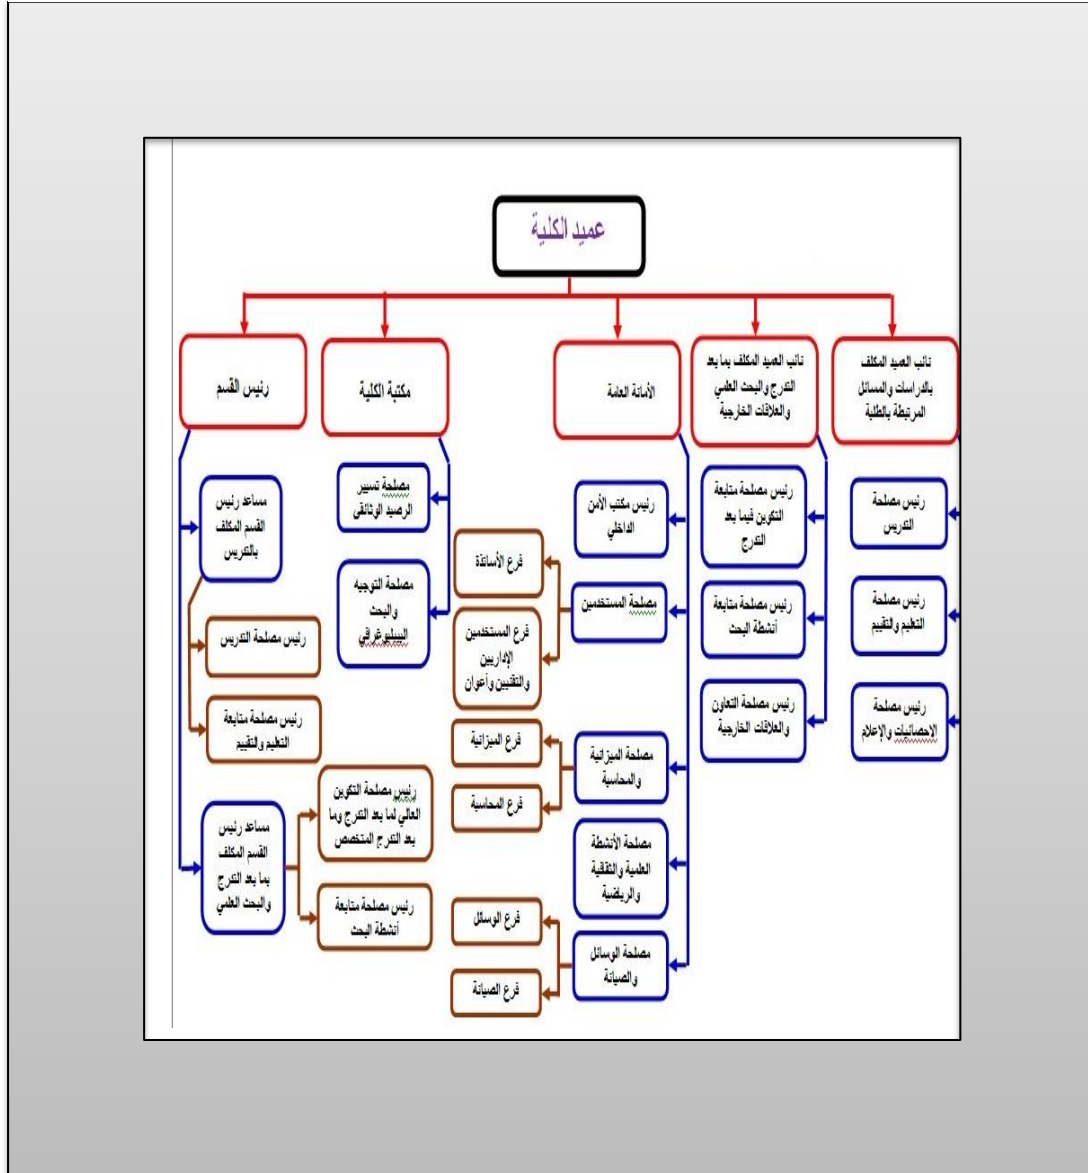 عميد الكلية
نائب العميد المكلف
بالدراسات والمسائل
المرتبطة بالطلبة
نائب العميد المكلف بما بعد
التدرج والبحث العلمي
والعلاقات الخارجية
الأمانة العامة
مكتبة الكلية
رئيس القسم
رئيس مصلحة
التدريس
رئيس مصلحة
التعليم والتقييم
رئيس مصلحة
الاحصائيات والإعلام
رئيس مصلحة متابعة
التكوين فيما بعد
التدرج
رئيس مصلحة متابعة
أنشطة البحث
رئيس مصلحة التعاون
والعلاقات الخارجية
رئيس مكتب الأمن
الداخلي
مصلحة المستخدمين
فرع الأساتذة
فرع المستخدمين
الإداريين
والتقنيين وأعوان
مصلحة الميزانية
والمحاسبة
فرع الميزانية
فرع المحاسبة
مصلحة الأنشطة
العلمية والثقافية
والرياضية
مصلحة الوسائل
والصيانة
فرع الوسائل
فرع الصيانة
مصلحة تسيير
الرصيد الوثائقي
مصلحة التوجيه
والبحث
البيبليوغرافي
مساعد رئيس
القسم المكلف
بالتدريس
رئيس مصلحة التدريس
رئيس مصلحة متابعة
التعليم والتقييم
مساعد رئيس
القسم المكلف
بما بعد التدرج
والبحث العلمي
رئيس مصلحة التكوين
العالي لما بعد التدرج وما
بعد التدرج المتخصص
رئيس مصلحة متابعة
أنشطة البحث